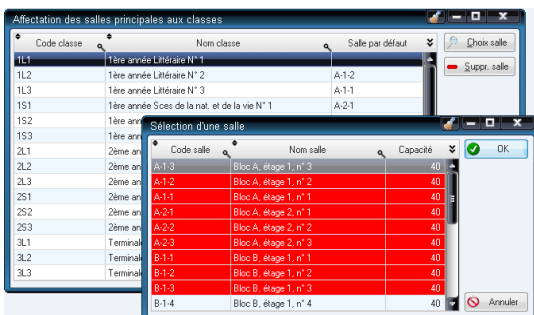 Affectation des salles principales aux classes
Code classe Nom classe Salle par défaut
Choix salle
Suppr. salle
1L1 1ère année Littéraire N° 1
1L2 1ère année Littéraire N° 2 A-1-2
1L3 1ère année Littéraire N° 3 A-1-1
1S1 1ère année Sces de la nat. et de la vie N° 1 A-2-1
1S2 1ère ann
1S3 1ère ann
2L1 2ème an
2L2 2ème an
2L3 2ème an
2S1 2ème an
2S2 2ème an
2S3 2ème an
3L1 Terminale
3L2 Terminale
3L3 Terminale
Sélection d'une salle
Code salle Nom salle Capacité
OK
A-1-3 Bloc A, étage 1, n° 3 40
A-1-2 Bloc A, étage 1, n° 2 40
A-1-1 Bloc A, étage 1, n° 1 40
A-2-1 Bloc A, étage 2, n° 1 40
A-2-2 Bloc A, étage 2, n° 2 40
A-2-3 Bloc A, étage 2, n° 3 40
B-1-1 Bloc B, étage 1, n° 1 40
B-1-2 Bloc B, étage 1, n° 2 40
B-1-3 Bloc B, étage 1, n° 3 40
B-1-4 Bloc B, étage 1, n° 4 40
Annuler